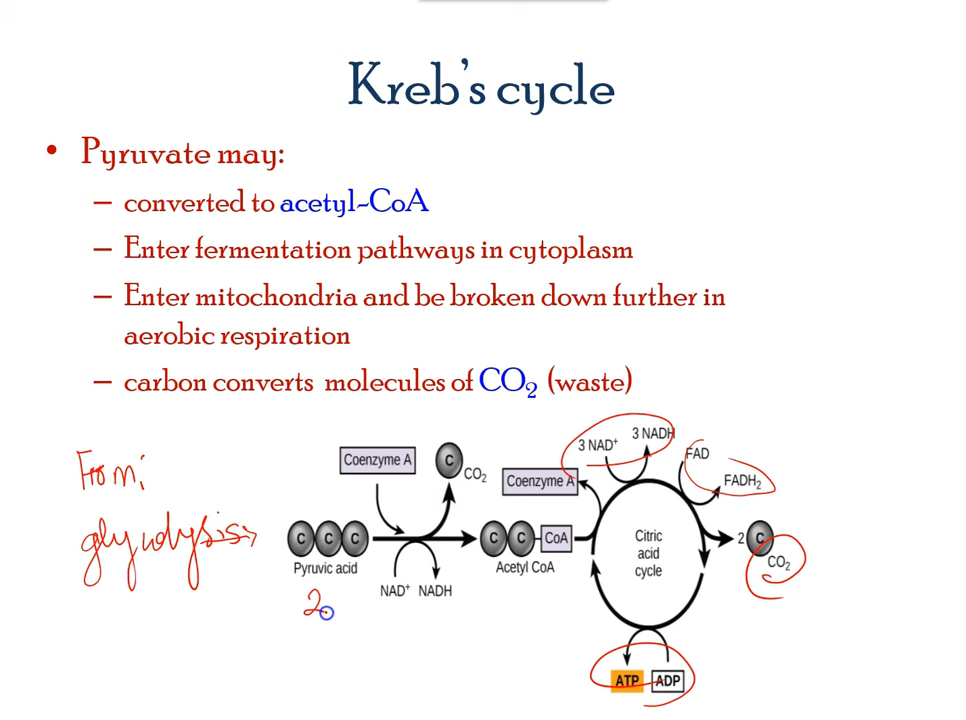 Kreb's cycle
• Pyruvate may:
– converted to acetyl-CoA
– Enter fermentation pathways in cytoplasm
– Enter mitochondria and be broken down further in
aerobic respiration
– carbon converts molecules of CO₂ (waste)
From:
glycolysis
Coenzyme A
C
CO₂
C C C
Pyruvic acid
2
NAD⁺ NADH
C C CoA
Acetyl CoA
Coenzyme A
3 NAD⁺
3 NADH
FAD
FADH₂
Citric
acid
cycle
2 C
CO₂
ATP ADP